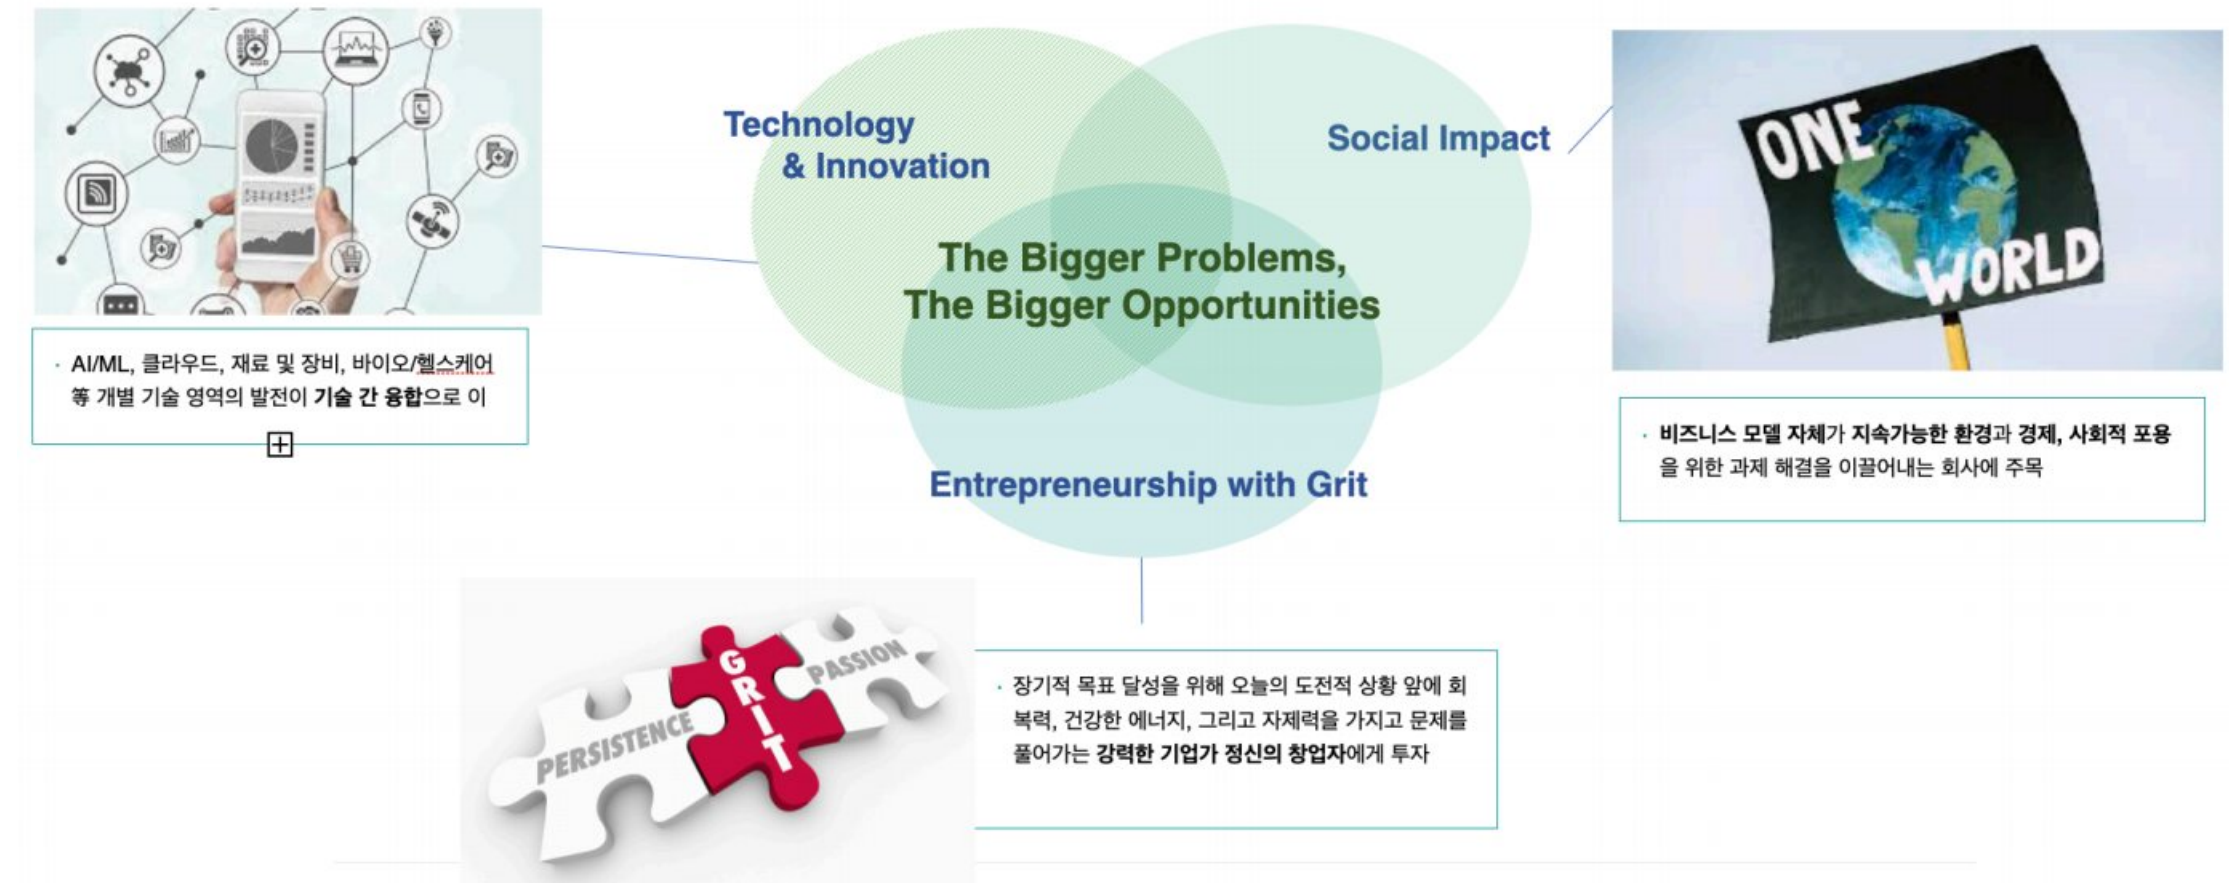 Technology
& Innovation
Social Impact
ONE
WORLD
The Bigger Problems,
The Bigger Opportunities
· AI/ML, 클라우드, 재료 및 장비, 바이오/헬스케어
等 개별 기술 영역의 발전이 기술 간 융합으로 이
· 비즈니스 모델 자체가 지속가능한 환경과 경제, 사회적 포용
을 위한 과제 해결을 이끌어내는 회사에 주목
Entrepreneurship with Grit
PERSISTENCE
GRIT
PASSION
· 장기적 목표 달성을 위해 오늘의 도전적 상황 앞에 회
복력, 건강한 에너지, 그리고 자제력을 가지고 문제를
풀어가는 강력한 기업가 정신의 창업자에게 투자